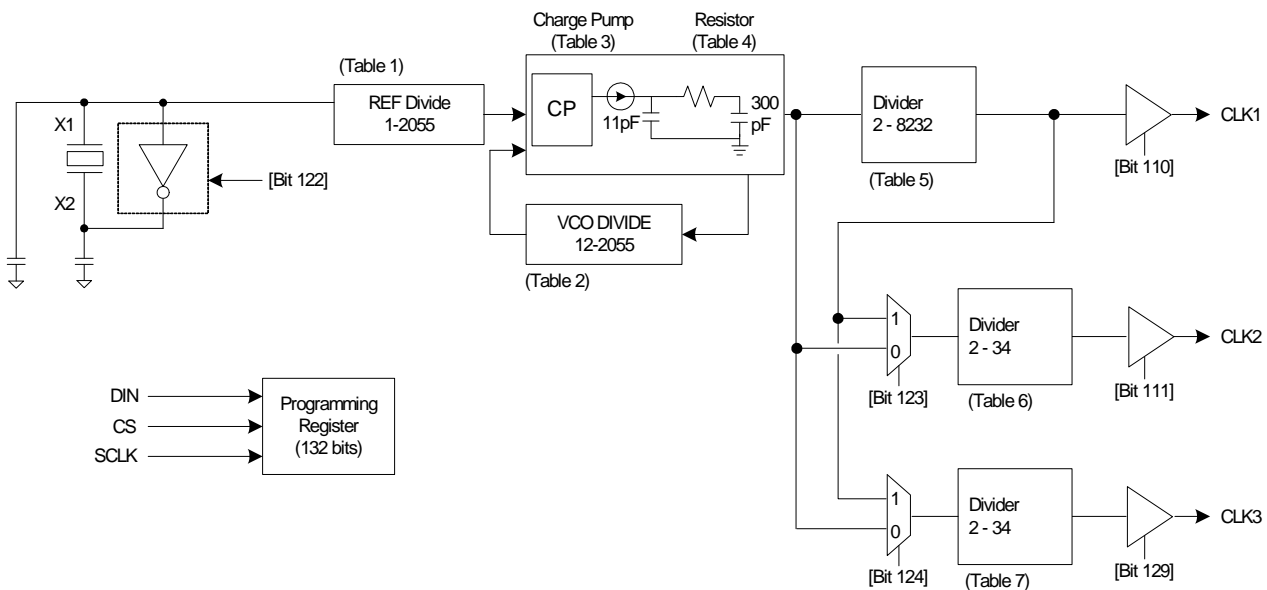 Charge Pump
(Table 3)
Resistor
(Table 4)
(Table 1)
REF Divide
1-2055
CP
11pF
300
pF
Divider
2 - 8232
(Table 5)
CLK1
[Bit 110]
X1
X2
[Bit 122]
VCO DIVIDE
12-2055
(Table 2)
1
0
[Bit 123]
Divider
2 - 34
(Table 6)
[Bit 111]
CLK2
DIN
CS
SCLK
Programming
Register
(132 bits)
1
0
[Bit 124]
Divider
2 - 34
(Table 7)
[Bit 129]
CLK3